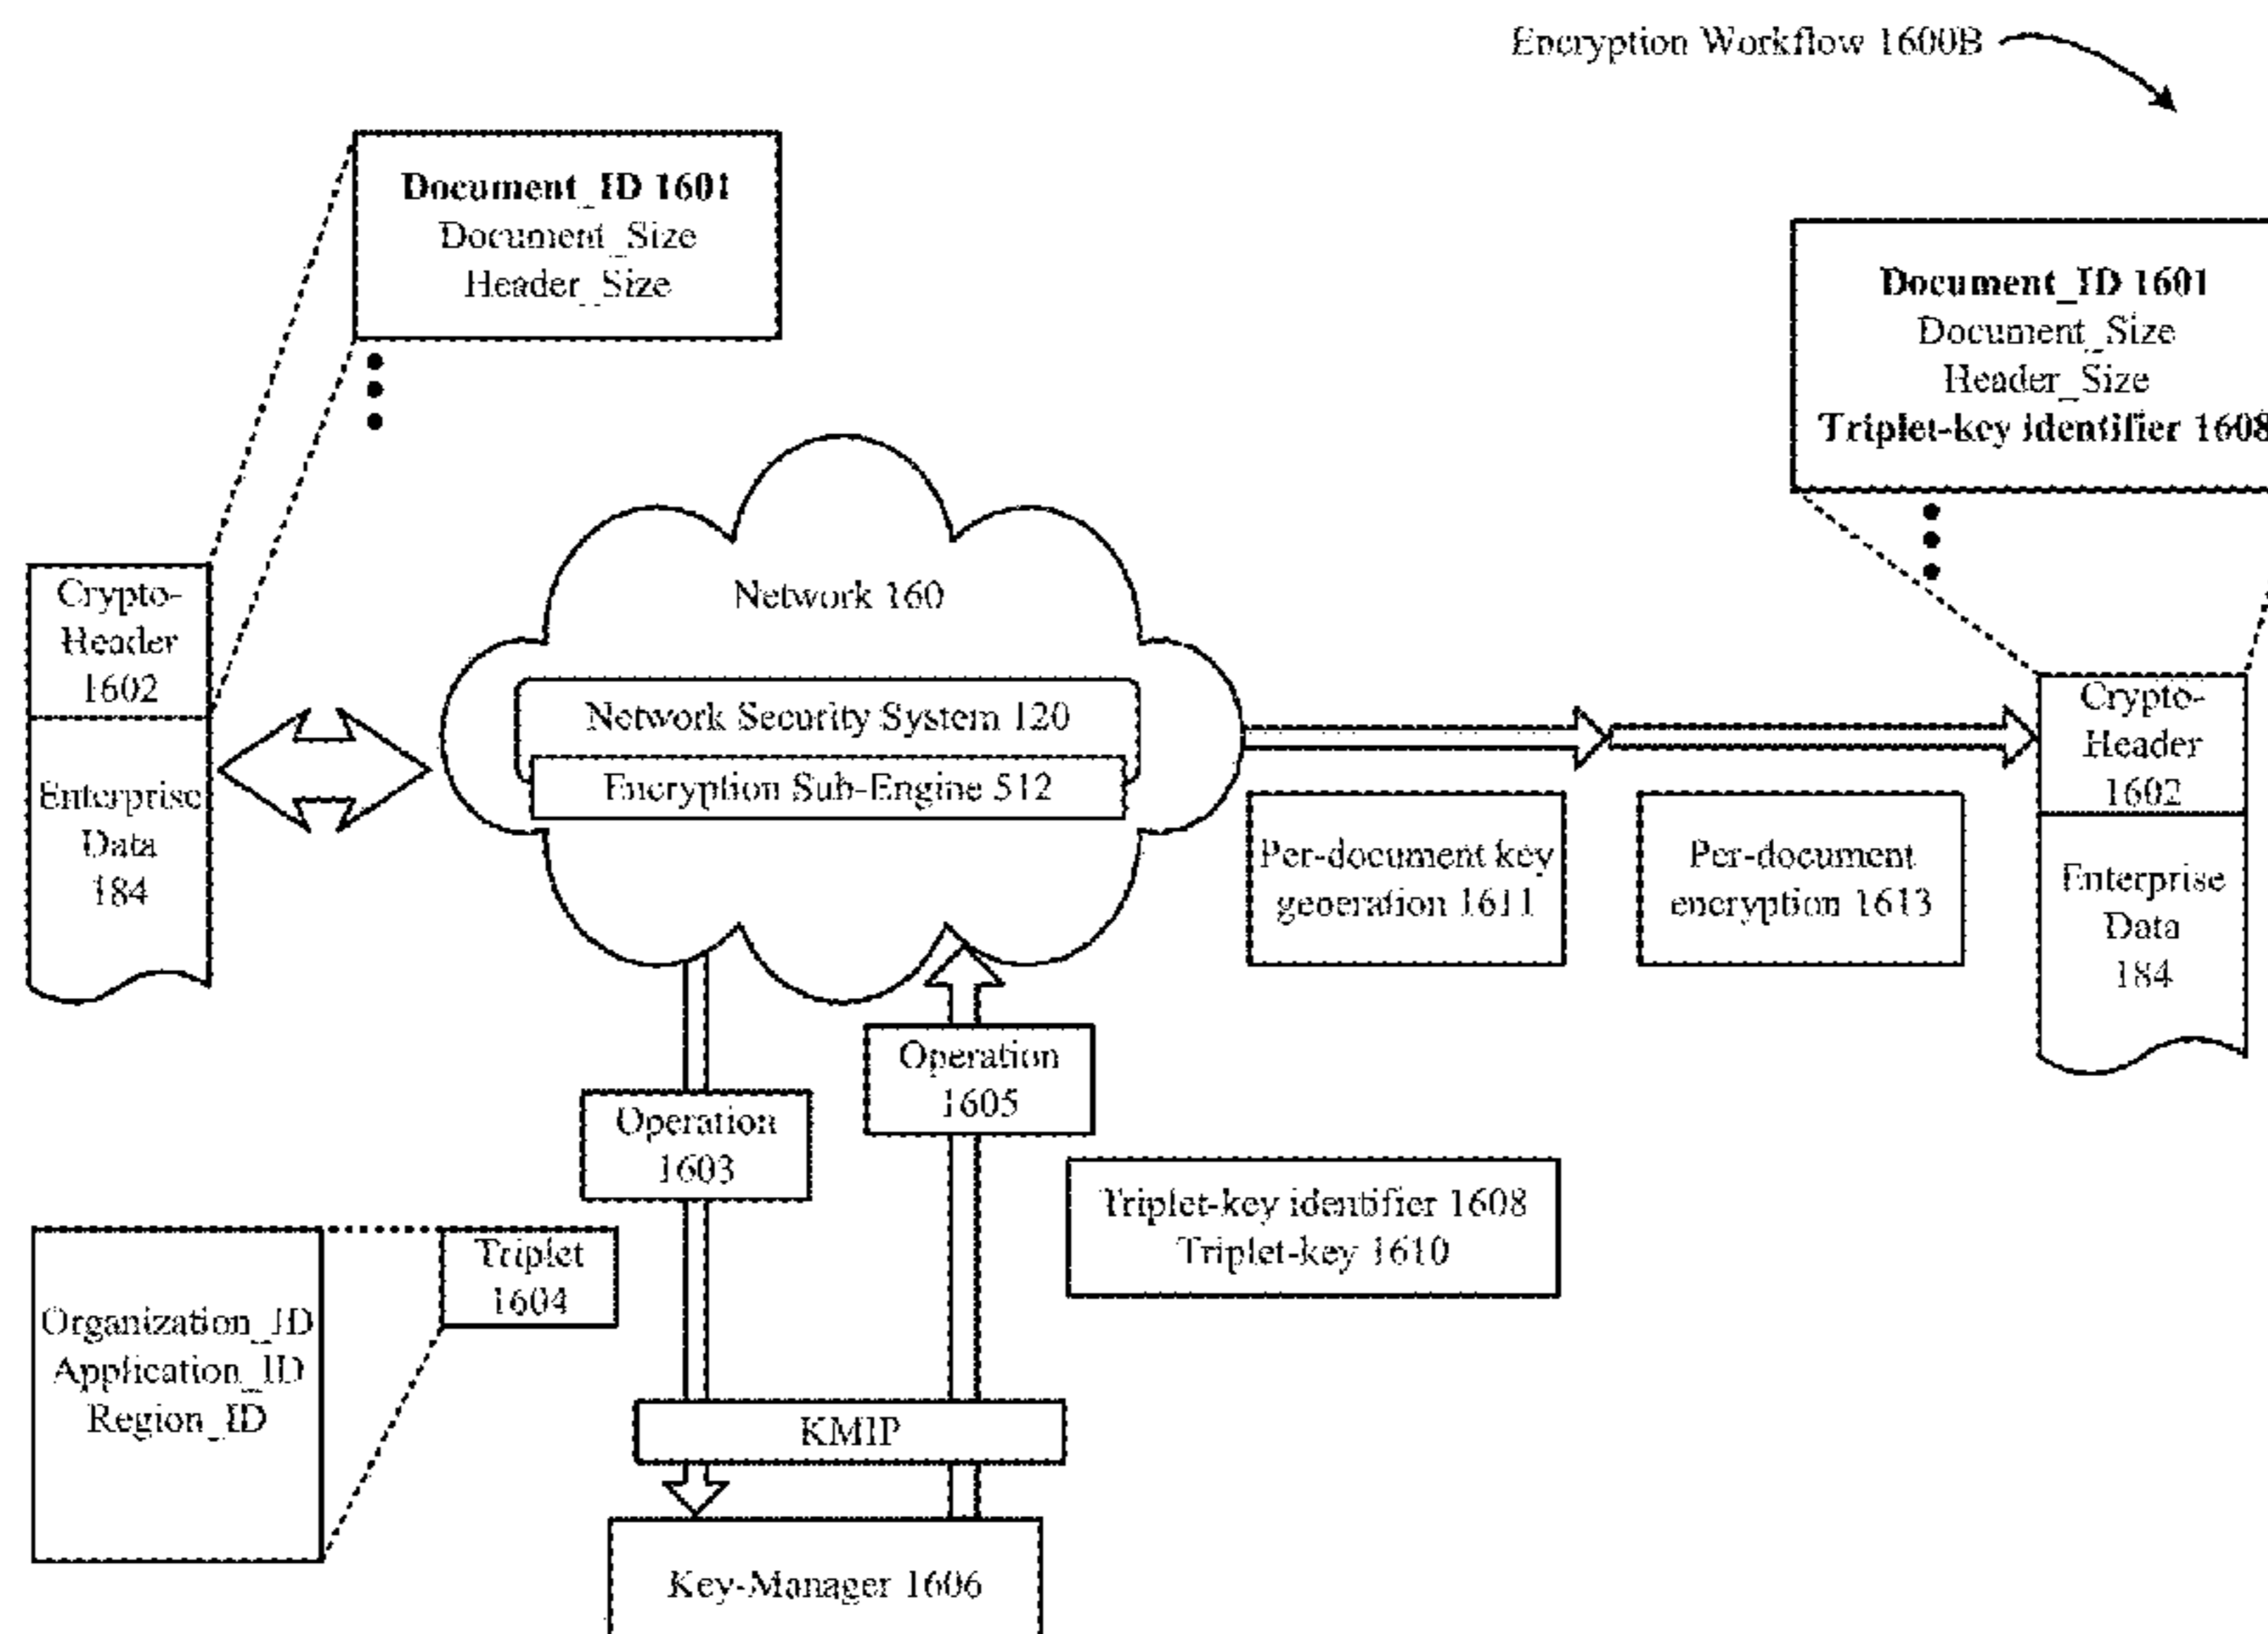 Encryption Workflow 1600B
Document_ID 1601
Document_Size
Header_Size
Document_ID 1601
Document_Size
Header_Size
Triplet-key identifier 1608
Crypto-
Header
1602
Enterprise
Data
184
Network 160
Network Security System 120
Encryption Sub-Engine 512
Per-document key
generation 1611
Per-document
encryption 1613
Crypto-
Header
1602
Enterprise
Data
184
Operation
1603
Operation
1605
Triplet-key identifier 1608
Triplet-key 1610
Triplet
1604
Organization_ID
Application_ID
Region_ID
KMIP
Key-Manager 1606